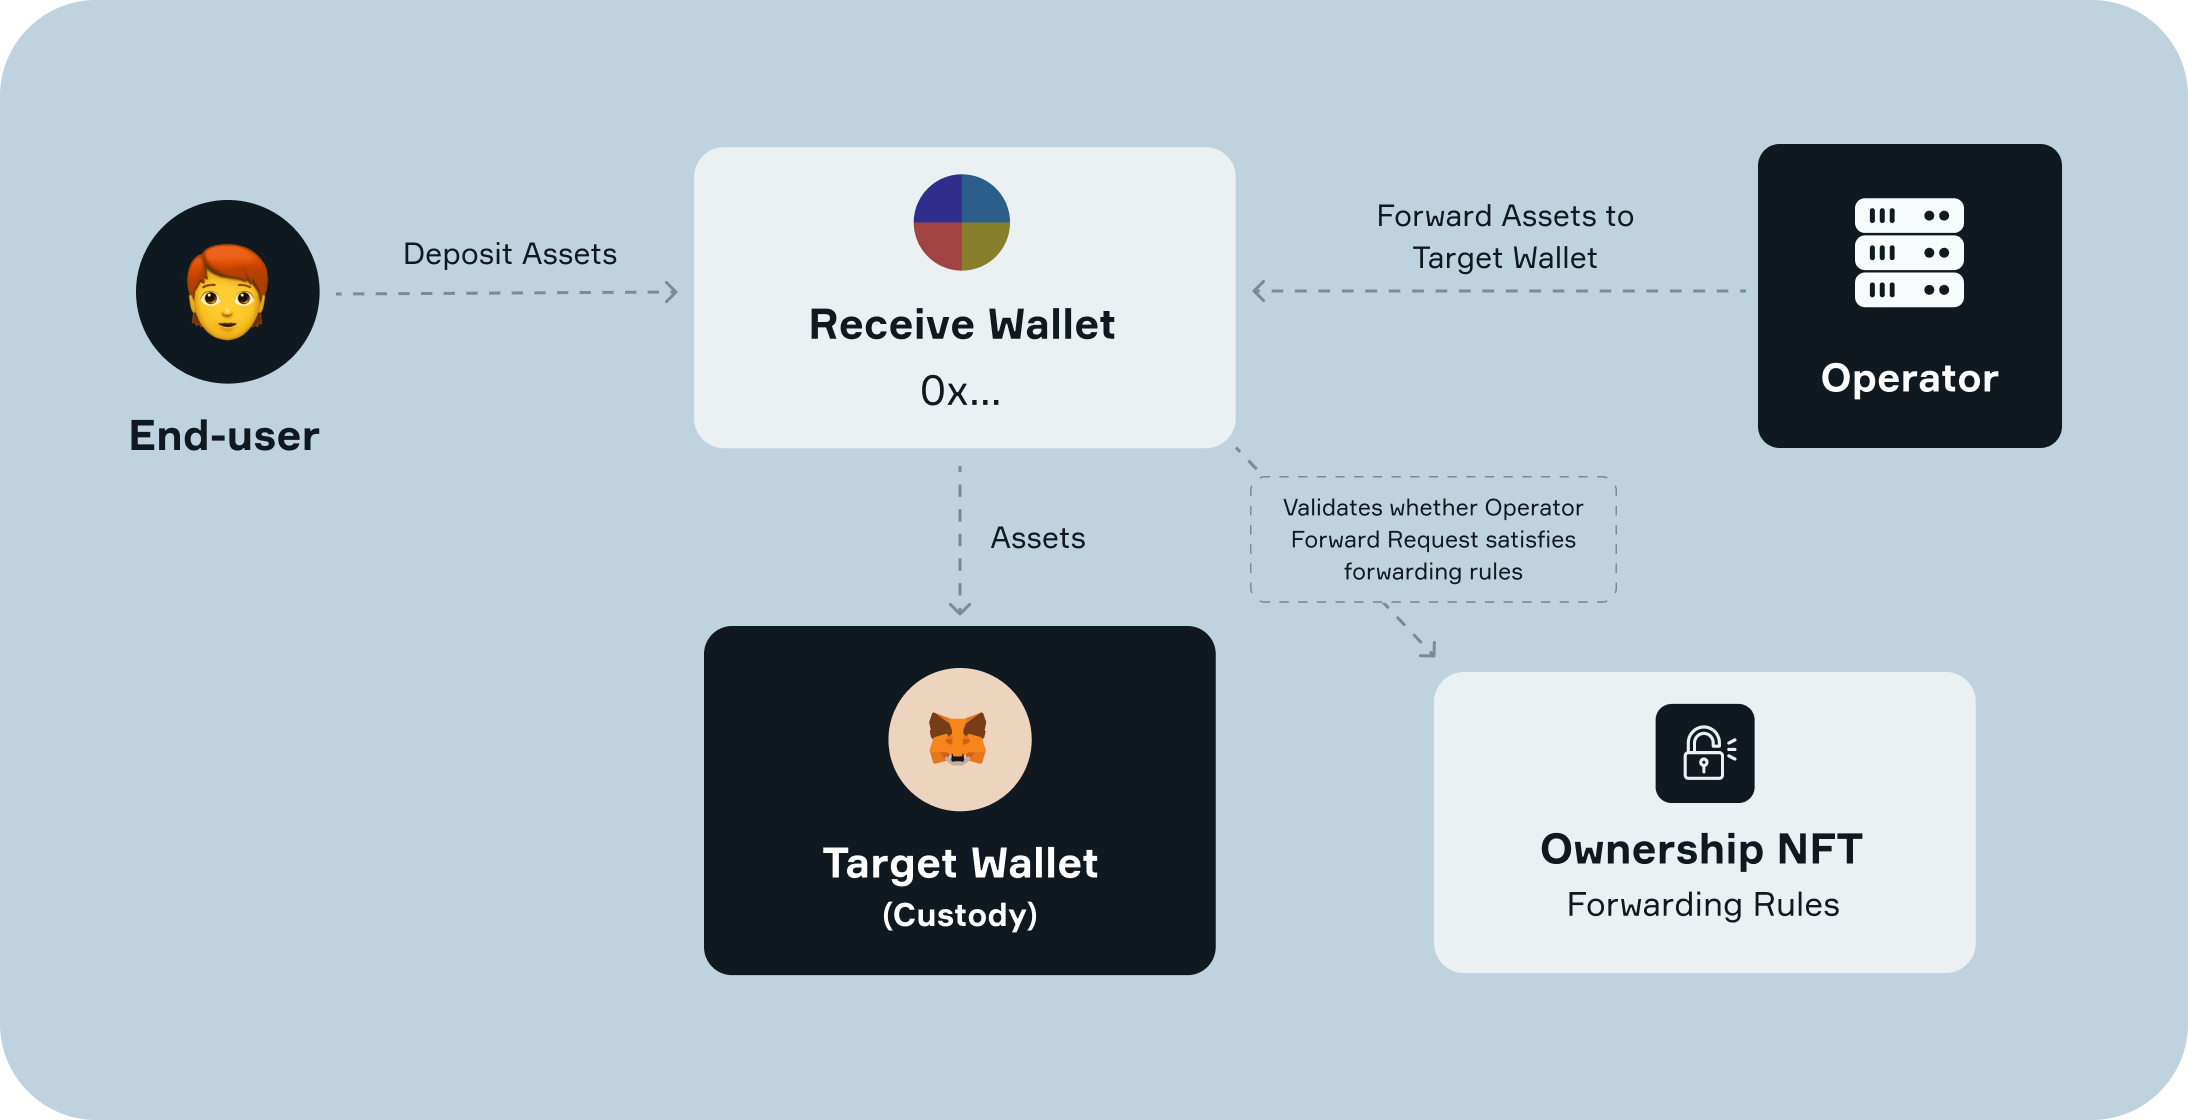 End-user
Deposit Assets
Receive Wallet
0x...
Forward Assets to
Target Wallet
Operator
Assets
Validates whether Operator
Forward Request satisfies
forwarding rules
Target Wallet
(Custody)
Ownership NFT
Forwarding Rules